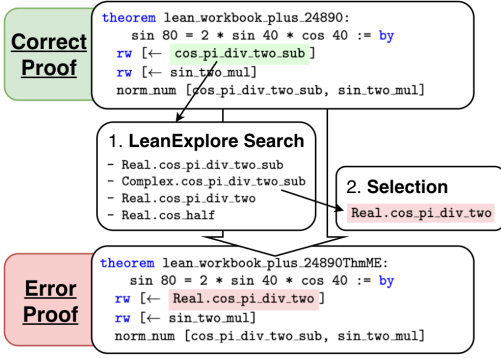 Correct
Proof
theorem lean_workbook_plus_24890:
sin 80 = 2 * sin 40 * cos 40 := by
rw [← cos_pi_div_two_sub]
rw [← sin_two_mul]
norm_num [cos_pi_div_two_sub, sin_two_mul]
1. LeanExplore Search
- Real.cos_pi_div_two_sub
- Complex.cos_pi_div_two_sub
- Real.cos_pi_div_two
- Real.cos_half
2. Selection
Real.cos_pi_div_two
Error
Proof
theorem lean_workbook_plus_24890ThmME:
sin 80 = 2 * sin 40 * cos 40 := by
rw [← Real.cos_pi_div_two]
rw [← sin_two_mul]
norm_num [cos_pi_div_two_sub, sin_two_mul]